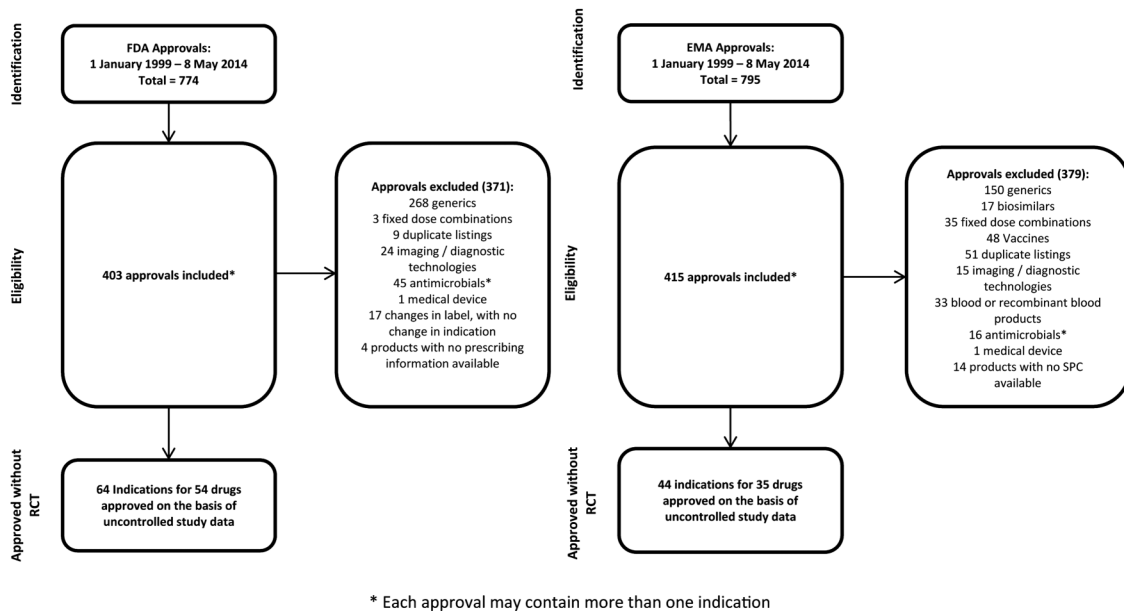 Identification
FDA Approvals:
1 January 1999 – 8 May 2014
Total = 774
Eligibility
403 approvals included*
Approvals excluded (371):
268 generics
3 fixed dose combinations
9 duplicate listings
24 imaging / diagnostic
technologies
45 antimicrobials*
1 medical device
17 changes in label, with no
change in indication
4 products with no prescribing
information available
Approved without
RCT
64 Indications for 54 drugs
approved on the basis of
uncontrolled study data
Identification
EMA Approvals:
1 January 1999 – 8 May 2014
Total = 795
Eligibility
415 approvals included*
Approvals excluded (379):
150 generics
17 biosimilars
35 fixed dose combinations
48 Vaccines
51 duplicate listings
15 imaging / diagnostic
technologies
33 blood or recombinant blood
products
16 antimicrobials*
1 medical device
14 products with no SPC
available
Approved without
RCT
44 indications for 35 drugs
approved on the basis of
uncontrolled study data
* Each approval may contain more than one indication